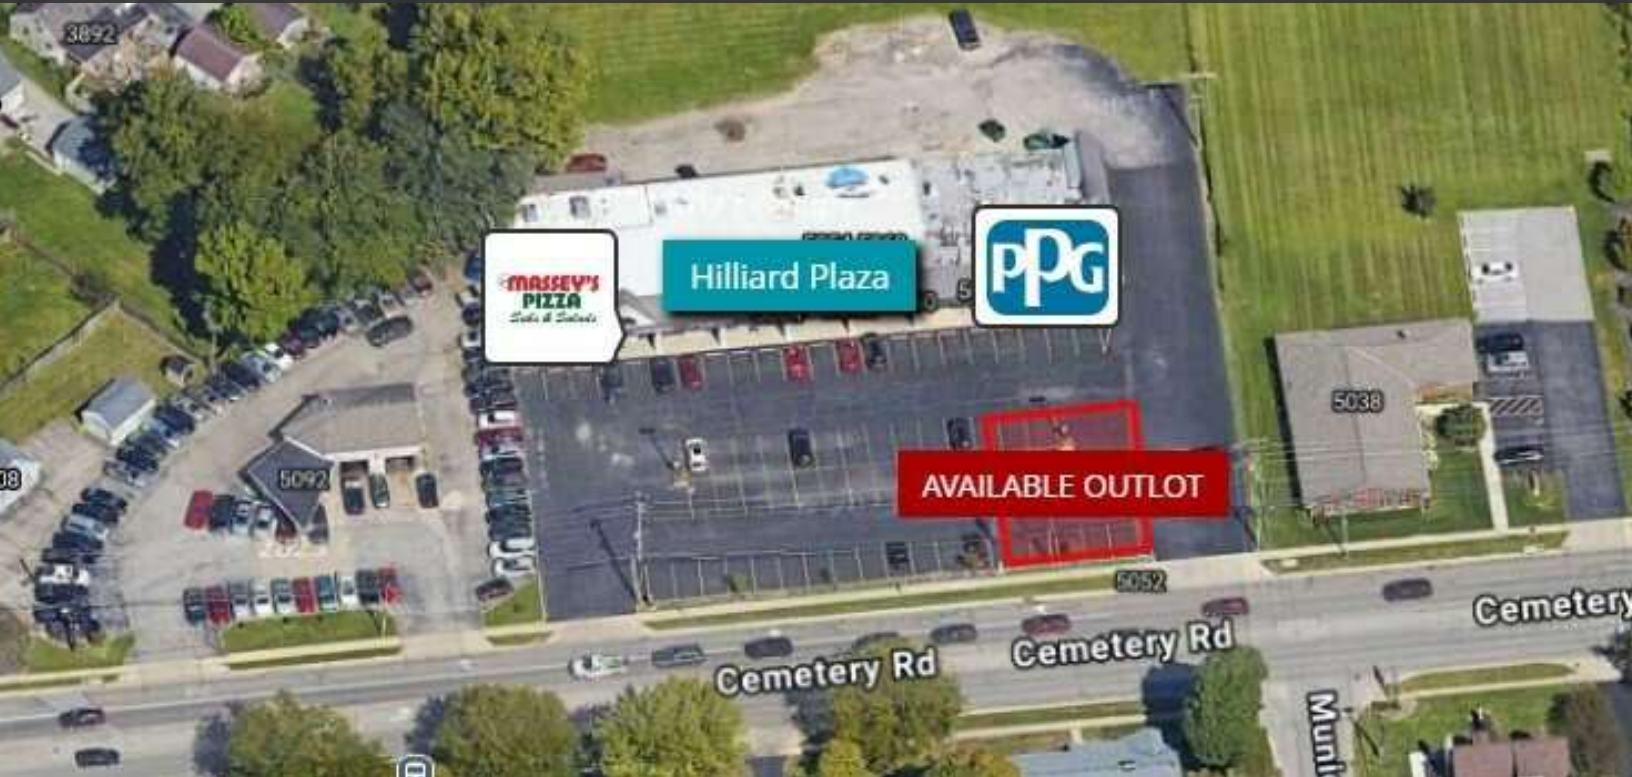 3892
MASSEY'S
PIZZA
Subs & Salads
Hilliard Plaza
PPG
5038
5092
AVAILABLE OUTLOT
5052
Cemetery
Cemetery Rd
Cemetery Rd